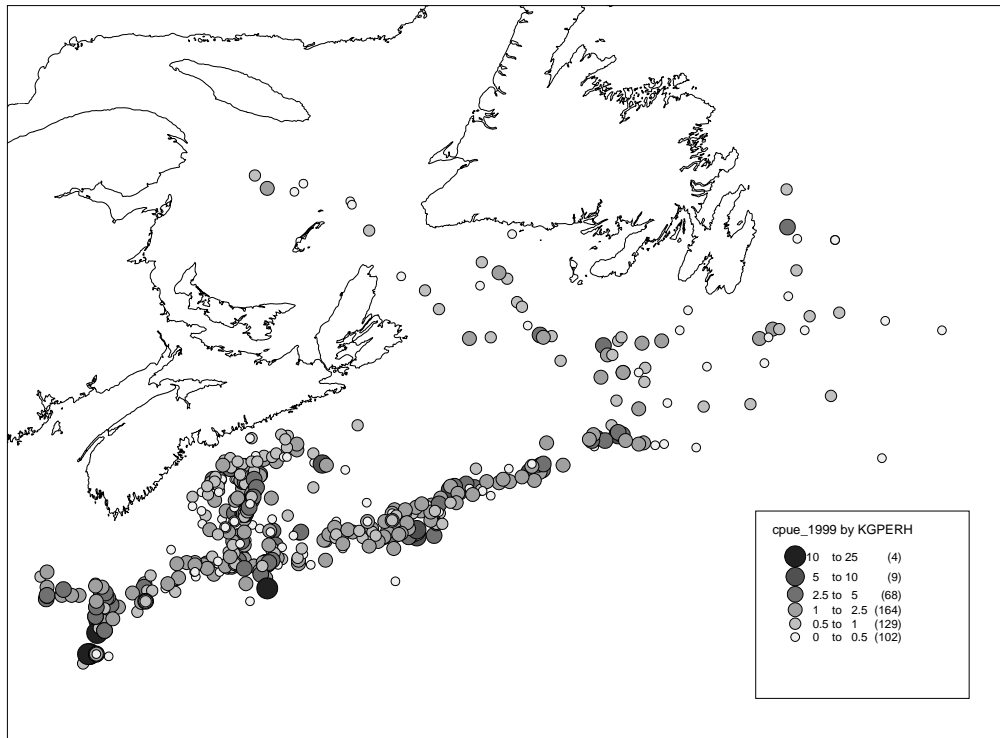 cpue_1999 by KGPERH
10 to 25 (4)
5 to 10 (9)
2.5 to 5 (68)
1 to 2.5 (164)
0.5 to 1 (129)
0 to 0.5 (102)